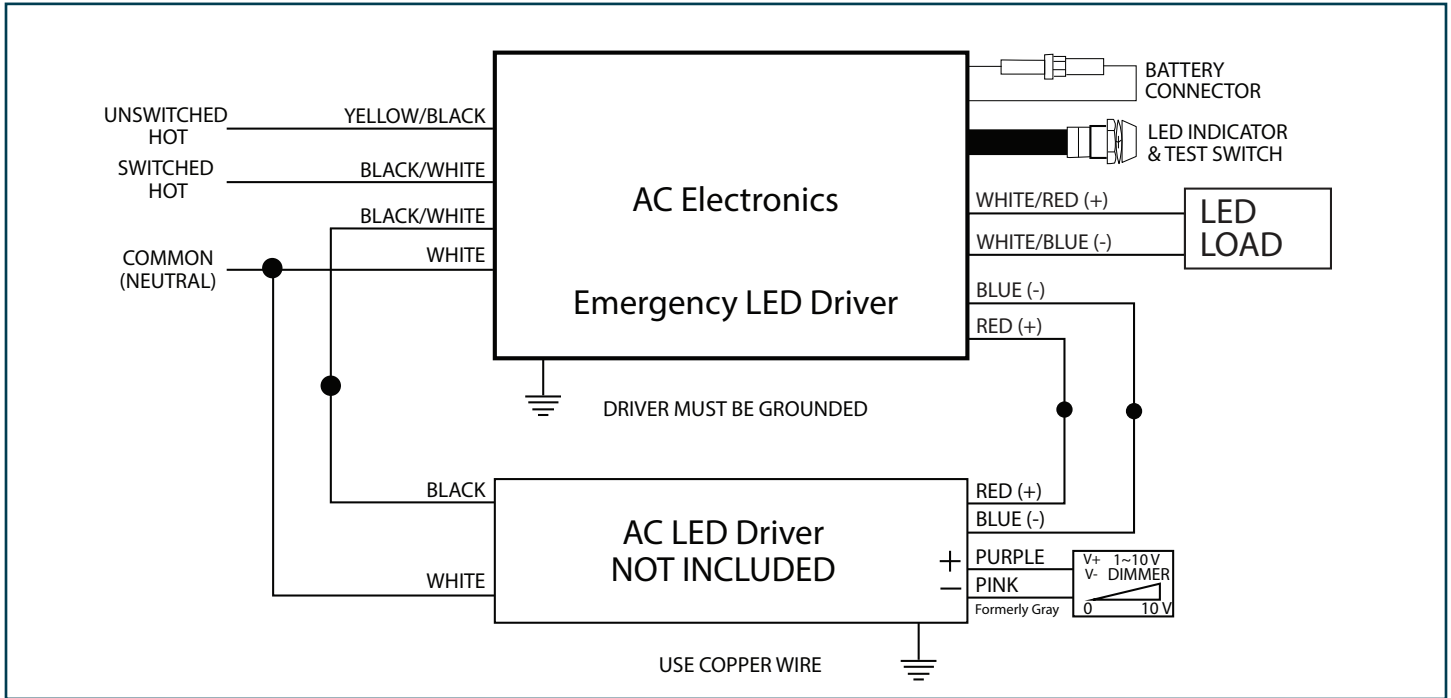 UNSWITCHED
HOT
YELLOW/BLACK
SWITCHED
HOT
BLACK/WHITE
BLACK/WHITE
COMMON
(NEUTRAL)
WHITE
AC Electronics
Emergency LED Driver
BATTERY
CONNECTOR
LED INDICATOR
& TEST SWITCH
WHITE/RED (+)
WHITE/BLUE (-)
LED
LOAD
BLUE (-)
RED (+)
DRIVER MUST BE GROUNDED
BLACK
WHITE
AC LED Driver
NOT INCLUDED
RED (+)
BLUE (-)
+ PURPLE
− PINK
Formerly Gray
V+ 1~10 V
V- DIMMER
0 10 V
USE COPPER WIRE